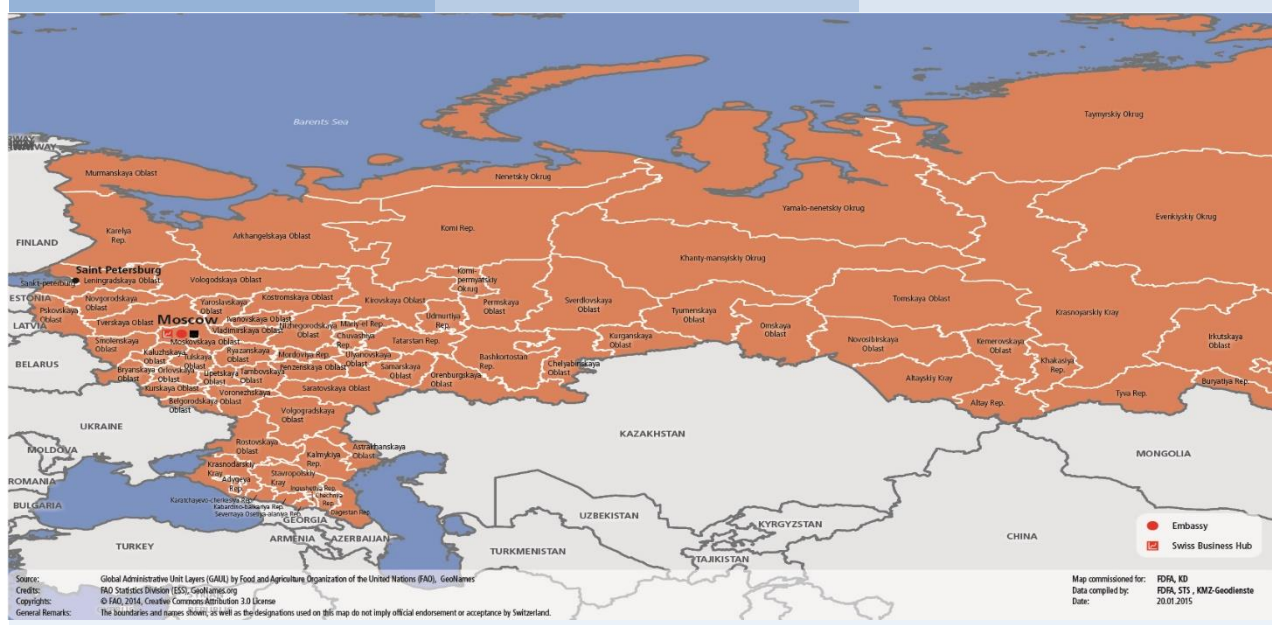 Barents Sea
Taymyrskiy Okrug
Murmanskaya Oblast
Nenetskiy Okrug
Yamalo-nenetskiy Okrug
Evenkiyskiy Okrug
Karelya
Rep.
Arkhangelskaya Oblast
Komi Rep.
FINLAND
Khanty-mansiyskiy Okrug
Saint Petersburg
Sankt-peterburg
Leningradskaya Oblast
Vologodskaya Oblast
Komi-
permyatskiy
Okrug
ESTONIA
Novgorodskaya
Oblast
Yaroslavskaya
Oblast
Kostromskaya Oblast
Kirovskaya Oblast
Permskaya
Oblast
Sverdlovskaya
Oblast
Tomskaya Oblast
Pskovskaya
Oblast
Moscow
Ivanovskaya Oblast
Udmurtiya
Rep.
Tyumenskaya
Oblast
Krasnoyarskiy Kray
LATVIA
Tverskaya Oblast
Vladimirskaya Oblast
Nizhegorodskaya
Oblast
Mariy-el Rep.
Omskaya
Oblast
Smolenskaya
Oblast
Moskovskaya Oblast
Chuvashiya
Rep.
Tatarstan Rep.
Kurganskaya
Oblast
Novosibirskaya
Oblast
Kemerovskaya
Oblast
Irkutskaya
Oblast
Kaluzhskaya
Oblast
Tulskaya
Oblast
Ryazanskaya
Oblast
Mordoviya Rep.
Ulyanovskaya
Oblast
Bashkortostan
Rep.
Khakasiya
Rep.
BELARUS
Bryanskaya
Oblast
Orlovskaya
Oblast
Lipetskaya
Oblast
Tambovskaya
Oblast
Penzenskaya Oblast
Samarskaya
Oblast
Orenburgskaya
Oblast
Chelyabinskaya
Oblast
Altayskiy Kray
Buryatiya Rep.
Kurskaya Oblast
Voronezhskaya
Oblast
Saratovskaya Oblast
Altay Rep.
Tyva Rep.
Belgorodskaya
Oblast
Volgogradskaya
Oblast
UKRAINE
KAZAKHSTAN
MOLDOVA
Rostovskaya
Oblast
Kalmykiya
Rep.
Astrakhanskaya
Oblast
MONGOLIA
Krasnodarskiy
Kray
Stavropolskiy
Kray
ROMANIA
Adygeya
Rep.
Ingushetiya Rep.
Chechnya
Rep.
Karatchayevo-cherkesiya Rep.
Kabardino-balkariya Rep.
Severnaya Osetiya-alaniya Rep.
Dagestan Rep.
BULGARIA
GEORGIA
UZBEKISTAN
KYRGYZSTAN
CHINA
Embassy
TURKEY
ARMENIA
AZERBAIJAN
TURKMENISTAN
TAJIKISTAN
Swiss Business Hub
Source: Global Administrative Unit Layers (GAUL) by Food and Agriculture Organization of the United Nations (FAO), GeoNames
Credits: FAO Statistics Division (ESS), GeoNames.org
Copyrights: © FAO, 2014, Creative Commons Attribution 3.0 License
General Remarks: The boundaries and names shown, as well as the designations used on this map do not imply official endorsement or acceptance by Switzerland.
Map commissioned for: FDFA, KD
Data compiled by: FDFA, STS , KMZ-Geodienste
Date: 20.01.2015